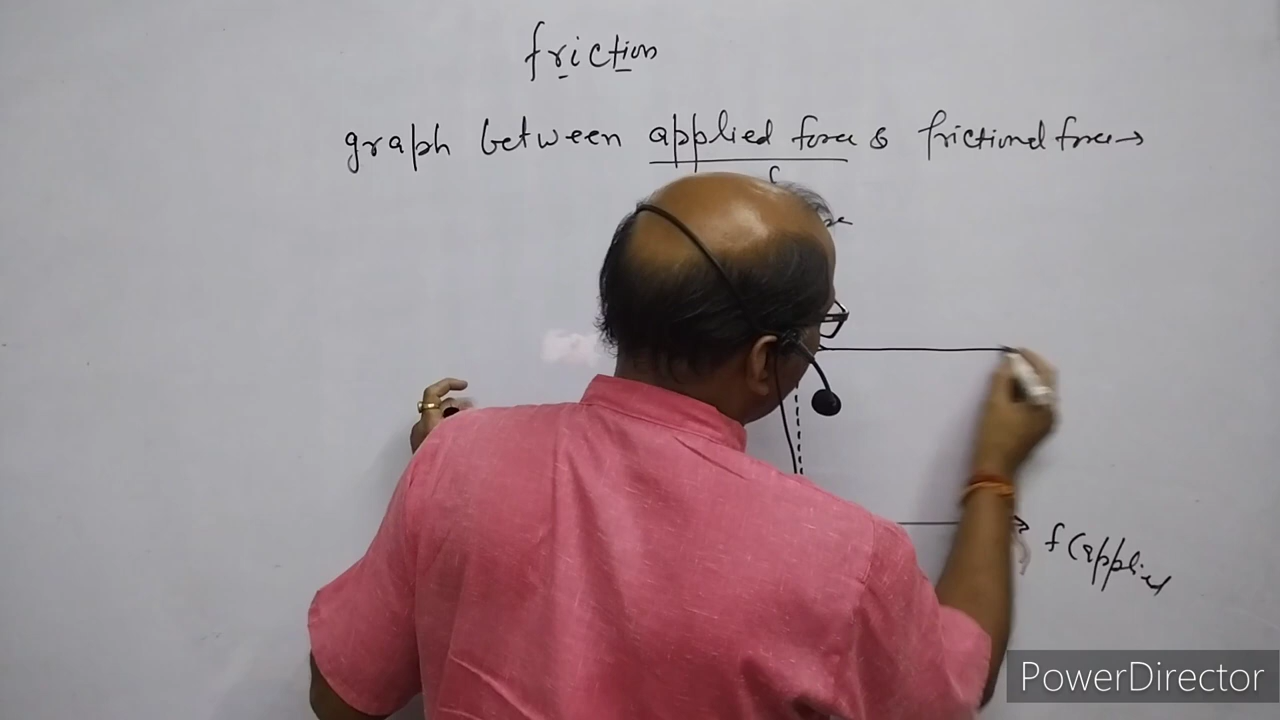 friction
graph between applied force & frictional force→
f(applied
PowerDirector